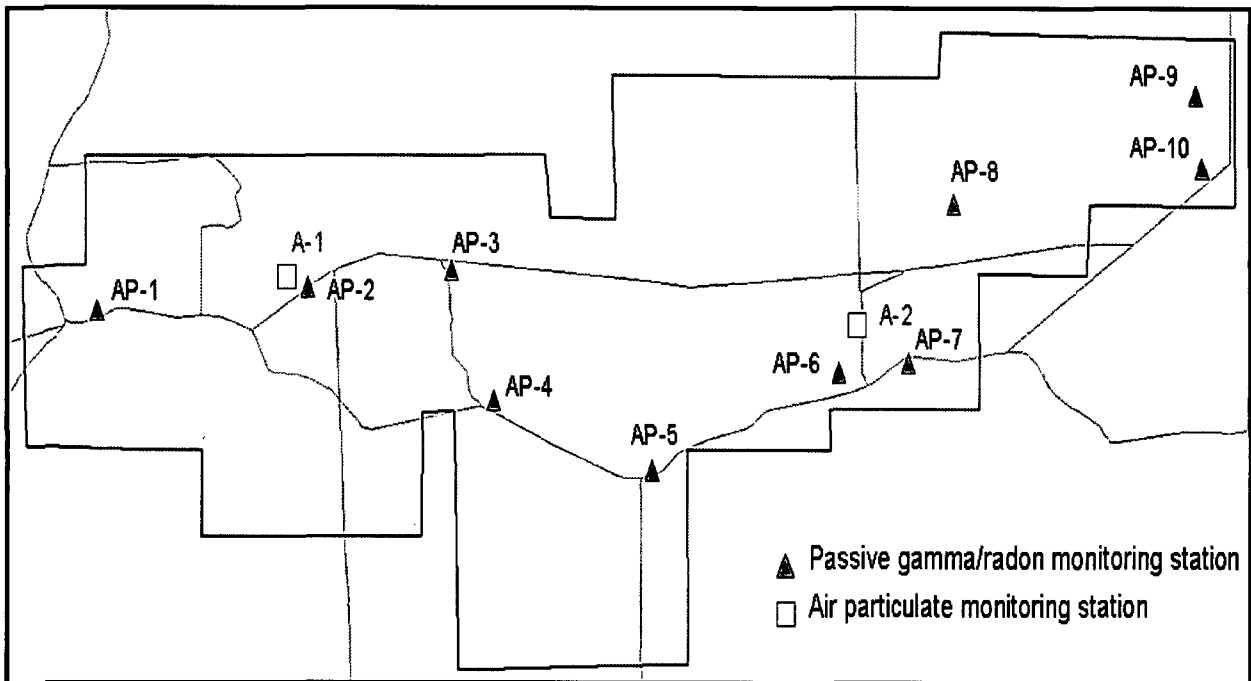 AP-9
AP-10
AP-8
A-1
AP-3
AP-1
AP-2
A-2
AP-7
AP-6
AP-4
AP-5
Passive gamma/radon monitoring station
Air particulate monitoring station